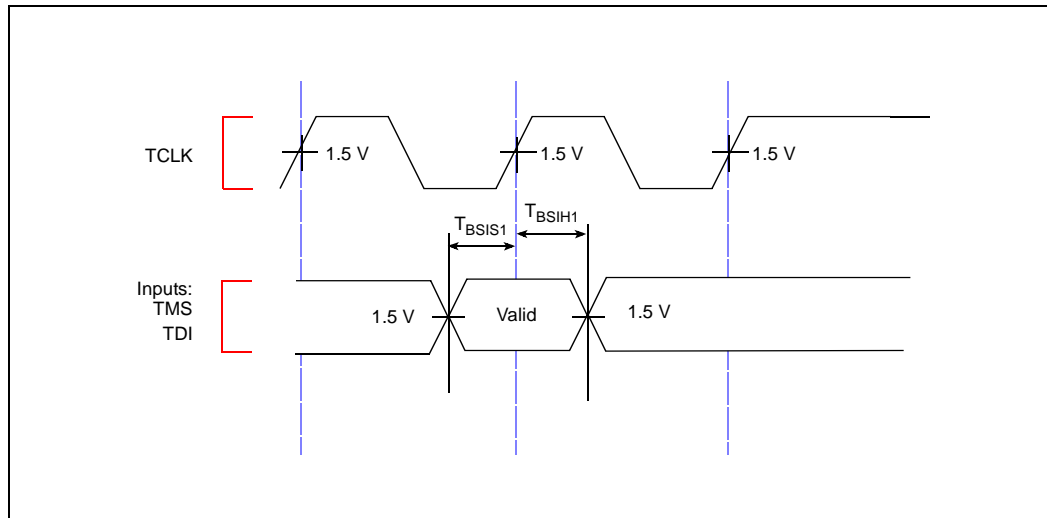 TCLK
1.5 V
1.5 V
1.5 V
TBSIS1
TBSIH1
Inputs:
TMS
TDI
1.5 V
Valid
1.5 V